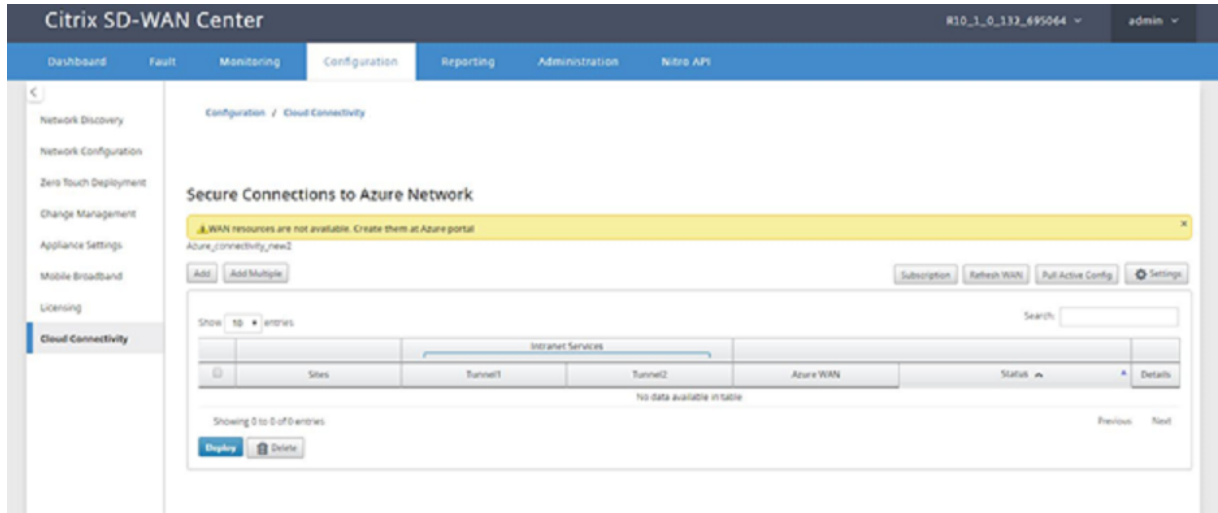 Citrix SD-WAN Center
R10_1_0_132_695064
admin
Dashboard Fault Monitoring Configuration Reporting Administration Nitro API
Configuration / Cloud Connectivity
Network Discovery
Network Configuration
Zero Touch Deployment
Change Management
Appliance Settings
Mobile Broadband
Licensing
Cloud Connectivity
Secure Connections to Azure Network
WAN resources are not available. Create them at Azure portal
×
Azure_connectivity_new2
Add Add Multiple Subscription Refresh WAN Pull Active Config Settings
Show 10 entries Search:
Intranet Services
Sites Tunnel1 Tunnel2 Azure WAN Status Details
No data available in table
Showing 0 to 0 of 0 entries Previous Next
Deploy Delete